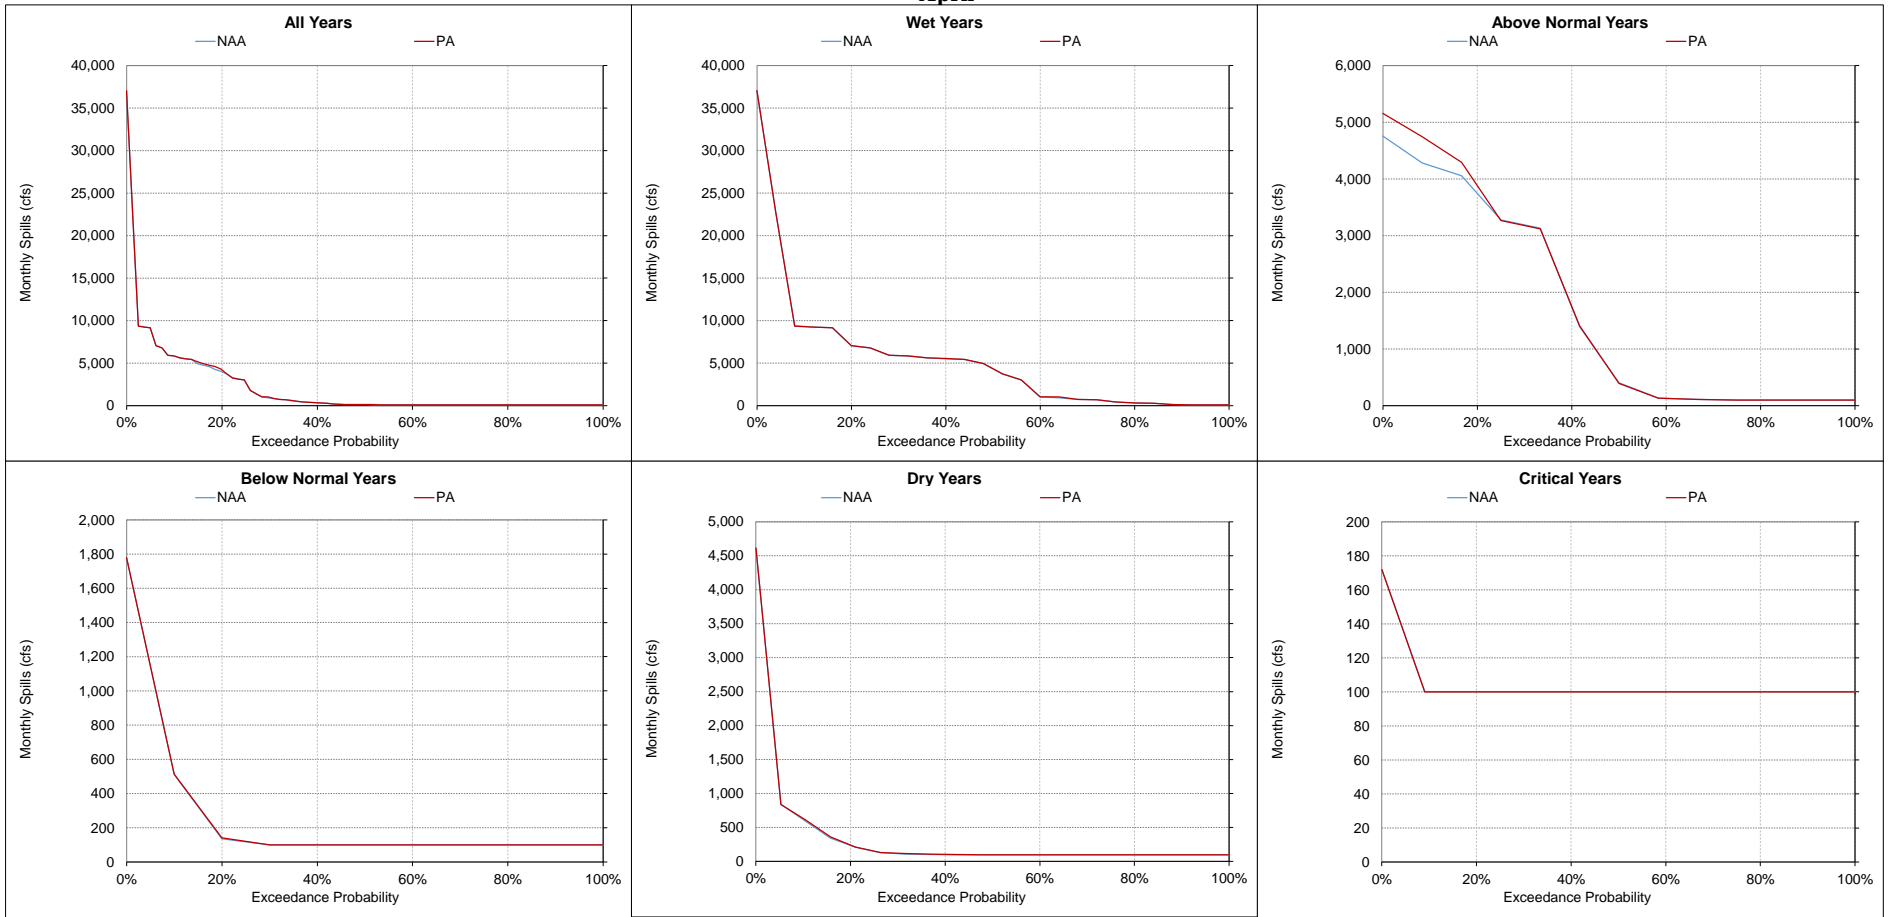 All Years
NAA PA
40,000
35,000
30,000
25,000
20,000
15,000
10,000
5,000
0
Monthly Spills (cfs)
0% 20% 40% 60% 80% 100%
Exceedance Probability
Wet Years
NAA PA
40,000
35,000
30,000
25,000
20,000
15,000
10,000
5,000
0
Monthly Spills (cfs)
0% 20% 40% 60% 80% 100%
Exceedance Probability
Above Normal Years
NAA PA
6,000
5,000
4,000
3,000
2,000
1,000
0
Monthly Spills (cfs)
0% 20% 40% 60% 80% 100%
Exceedance Probability
Below Normal Years
NAA PA
2,000
1,800
1,600
1,400
1,200
1,000
800
600
400
200
0
Monthly Spills (cfs)
0% 20% 40% 60% 80% 100%
Exceedance Probability
Dry Years
NAA PA
5,000
4,500
4,000
3,500
3,000
2,500
2,000
1,500
1,000
500
0
Monthly Spills (cfs)
0% 20% 40% 60% 80% 100%
Exceedance Probability
Critical Years
NAA PA
200
180
160
140
120
100
80
60
40
20
0
Monthly Spills (cfs)
0% 20% 40% 60% 80% 100%
Exceedance Probability